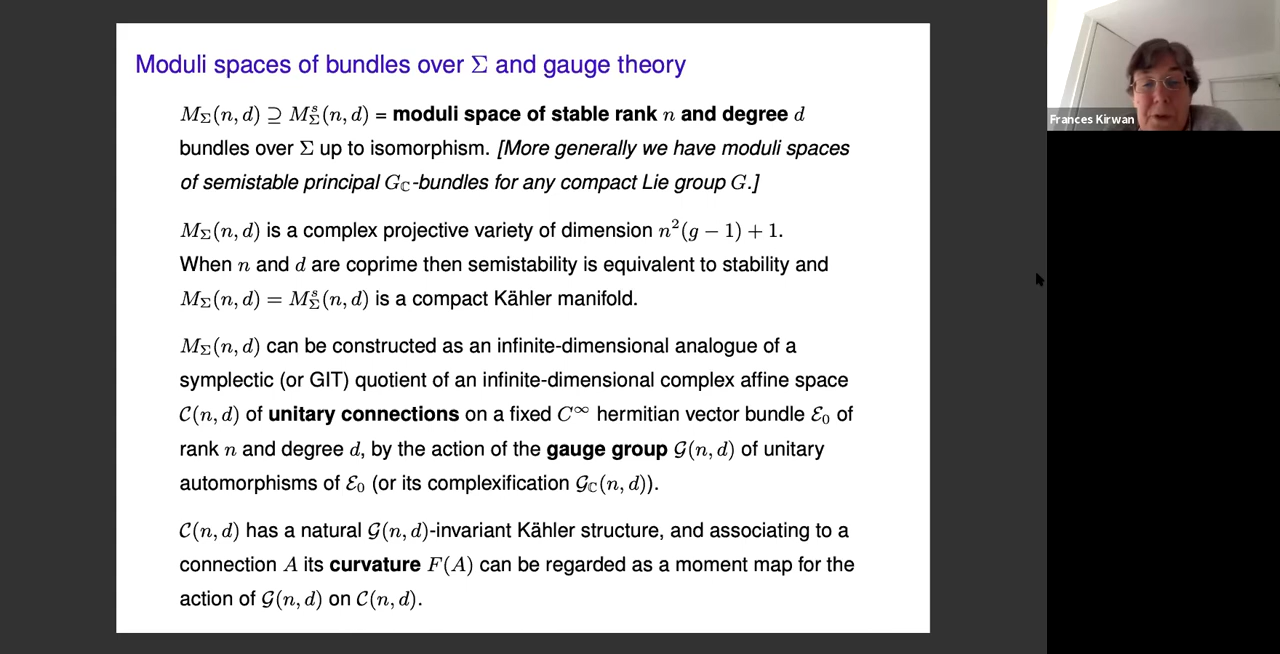 Moduli spaces of bundles over Σ and gauge theory
M_Σ(n, d) ⊇ M^s_Σ(n, d) = moduli space of stable rank n and degree d
bundles over Σ up to isomorphism. [More generally we have moduli spaces
of semistable principal G_ℂ-bundles for any compact Lie group G.]
M_Σ(n, d) is a complex projective variety of dimension n²(g − 1) + 1.
When n and d are coprime then semistability is equivalent to stability and
M_Σ(n, d) = M^s_Σ(n, d) is a compact Kähler manifold.
M_Σ(n, d) can be constructed as an infinite-dimensional analogue of a
symplectic (or GIT) quotient of an infinite-dimensional complex affine space
𝒞(n, d) of unitary connections on a fixed C^∞ hermitian vector bundle ℰ₀ of
rank n and degree d, by the action of the gauge group 𝒢(n, d) of unitary
automorphisms of ℰ₀ (or its complexification 𝒢_ℂ(n, d)).
𝒞(n, d) has a natural 𝒢(n, d)-invariant Kähler structure, and associating to a
connection A its curvature F(A) can be regarded as a moment map for the
action of 𝒢(n, d) on 𝒞(n, d).
Frances Kirwan